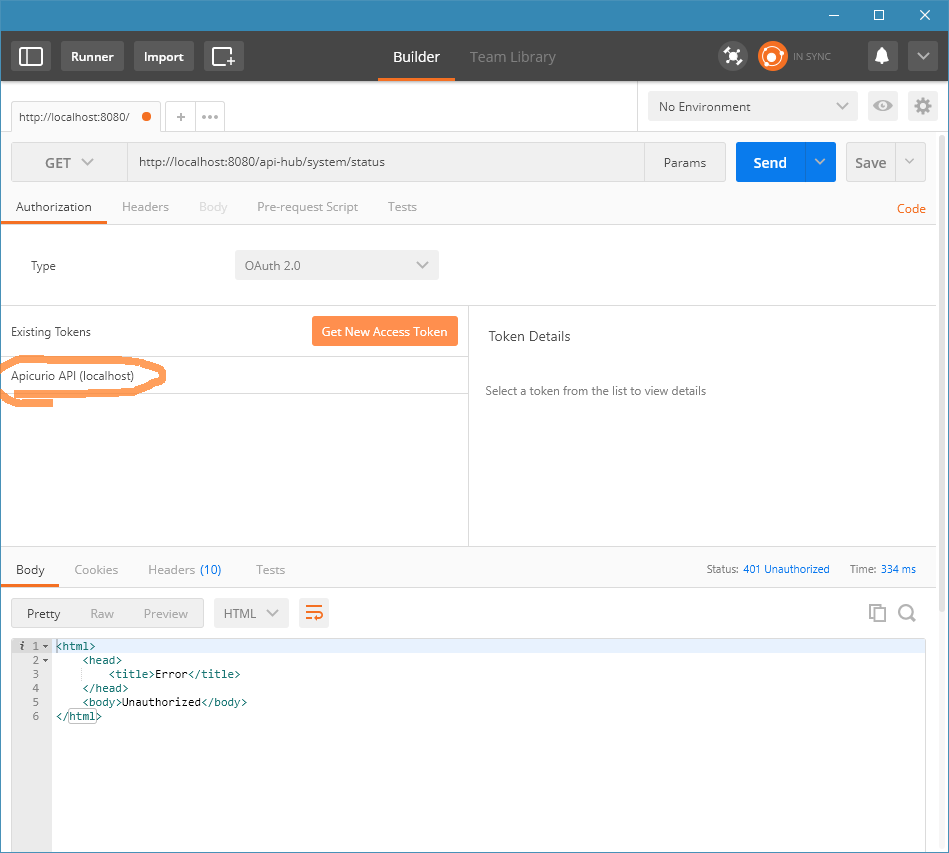 Runner Import Builder Team Library IN SYNC
http://localhost:8080/ + ••• No Environment
GET http://localhost:8080/api-hub/system/status Params Send Save
Authorization Headers Body Pre-request Script Tests Code
Type OAuth 2.0
Existing Tokens Get New Access Token Token Details
Apicurio API (localhost) Select a token from the list to view details
Body Cookies Headers (10) Tests Status: 401 Unauthorized Time: 334 ms
Pretty Raw Preview HTML
i 1 <html>
2 <head>
3 <title>Error</title>
4 </head>
5 <body>Unauthorized</body>
6 </html>